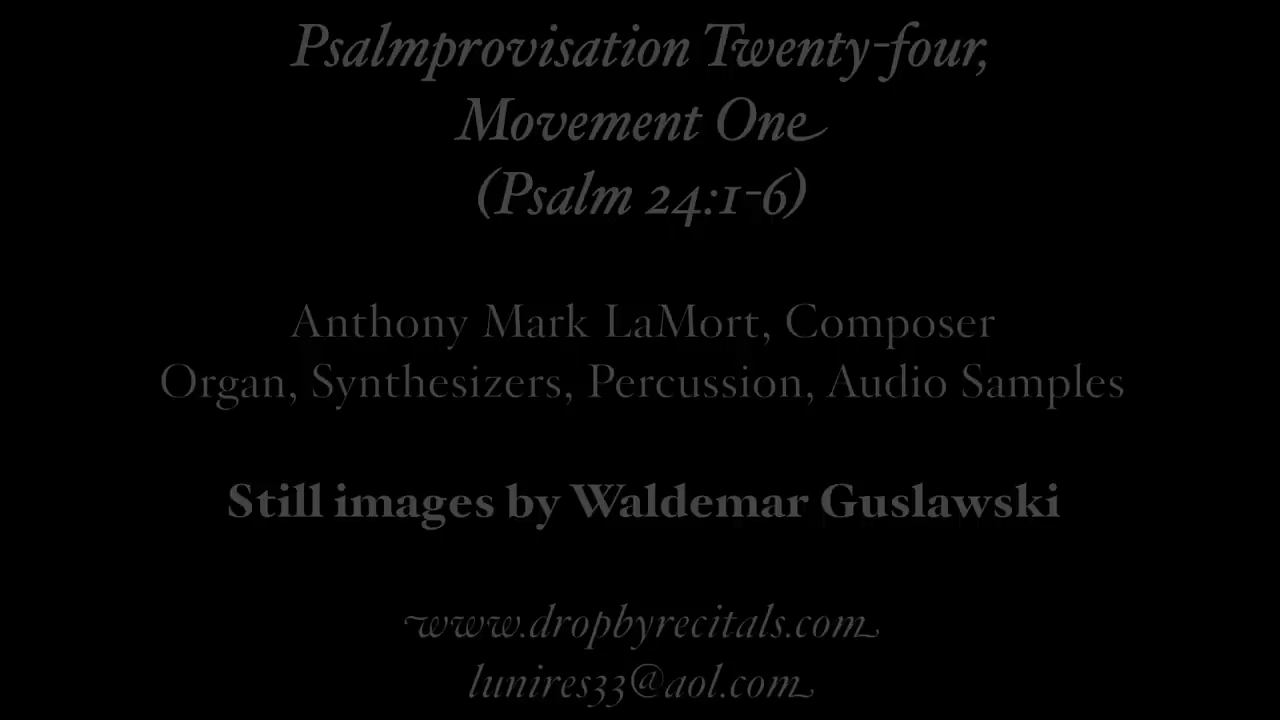 Psalmprovisation Twenty-four,
Movement One
(Psalm 24:1-6)
Anthony Mark LaMort, Composer
Organ, Synthesizers, Percussion, Audio Samples
Still images by Waldemar Guslawski
www.dropbyrecitals.com
lunires33@aol.com